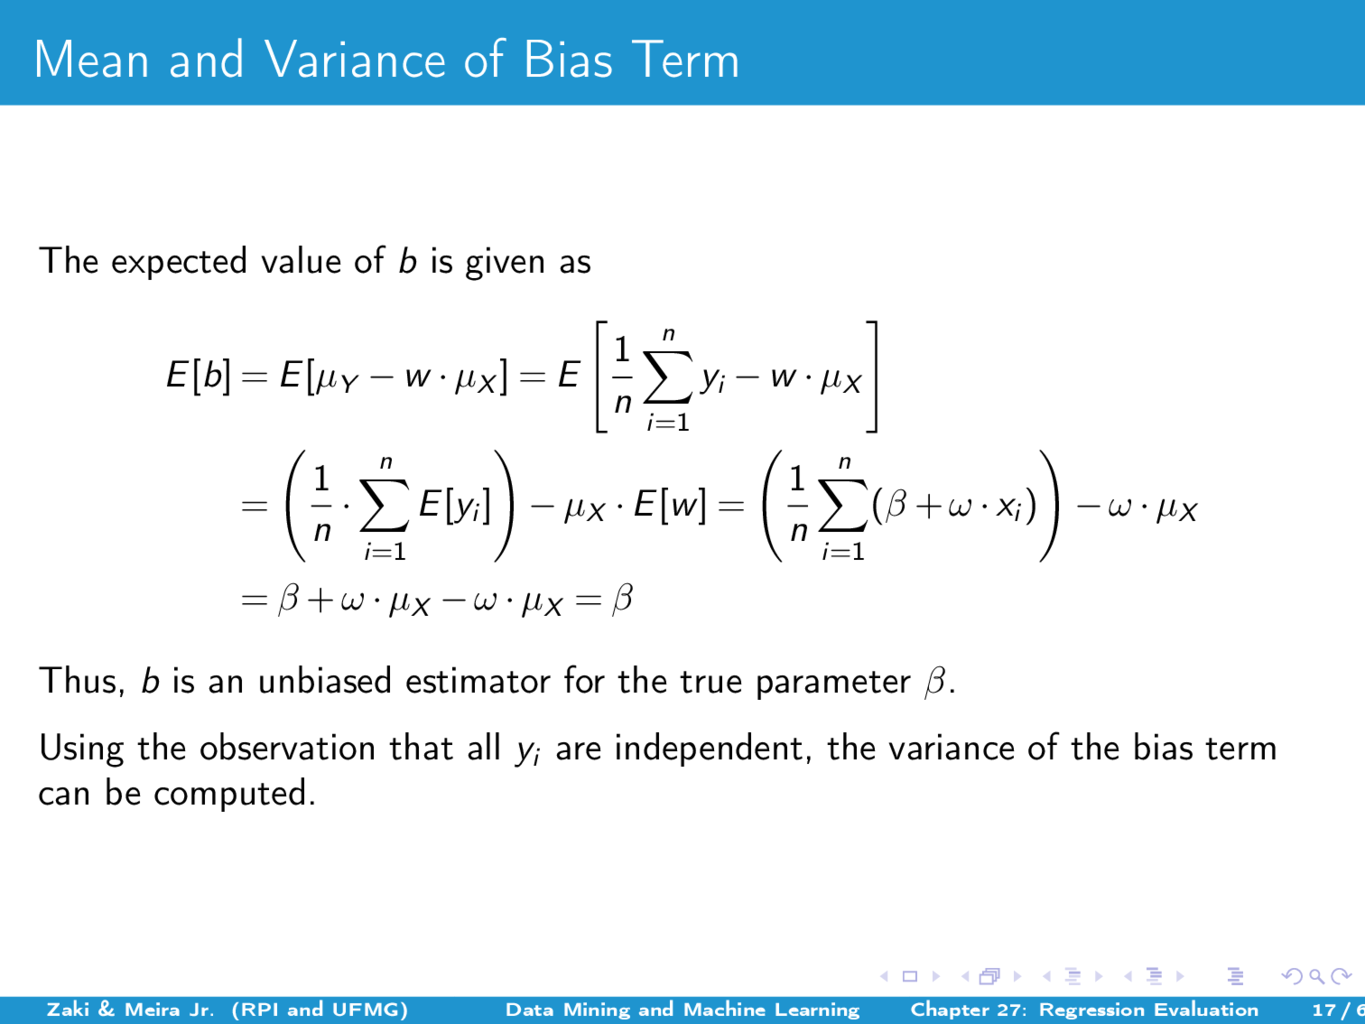 Mean and Variance of Bias Term
The expected value of b is given as
E[b] = E[μ_Y − w · μ_X] = E [ 1/n ∑_{i=1}^{n} y_i − w · μ_X ]
= ( 1/n · ∑_{i=1}^{n} E[y_i] ) − μ_X · E[w] = ( 1/n ∑_{i=1}^{n} (β + ω · x_i) ) − ω · μ_X
= β + ω · μ_X − ω · μ_X = β
Thus, b is an unbiased estimator for the true parameter β.
Using the observation that all y_i are independent, the variance of the bias term
can be computed.
Zaki & Meira Jr. (RPI and UFMG) Data Mining and Machine Learning Chapter 27: Regression Evaluation 17 / 6